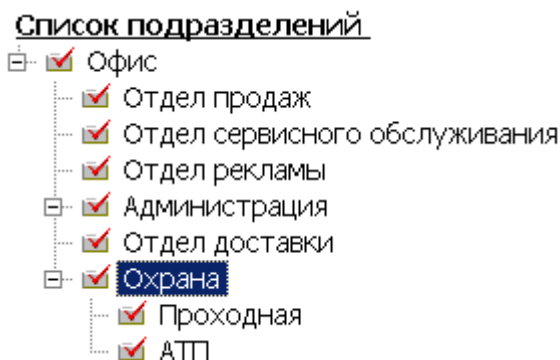 Список подразделений
Офис
Отдел продаж
Отдел сервисного обслуживания
Отдел рекламы
Администрация
Отдел доставки
Охрана
Проходная
АТП